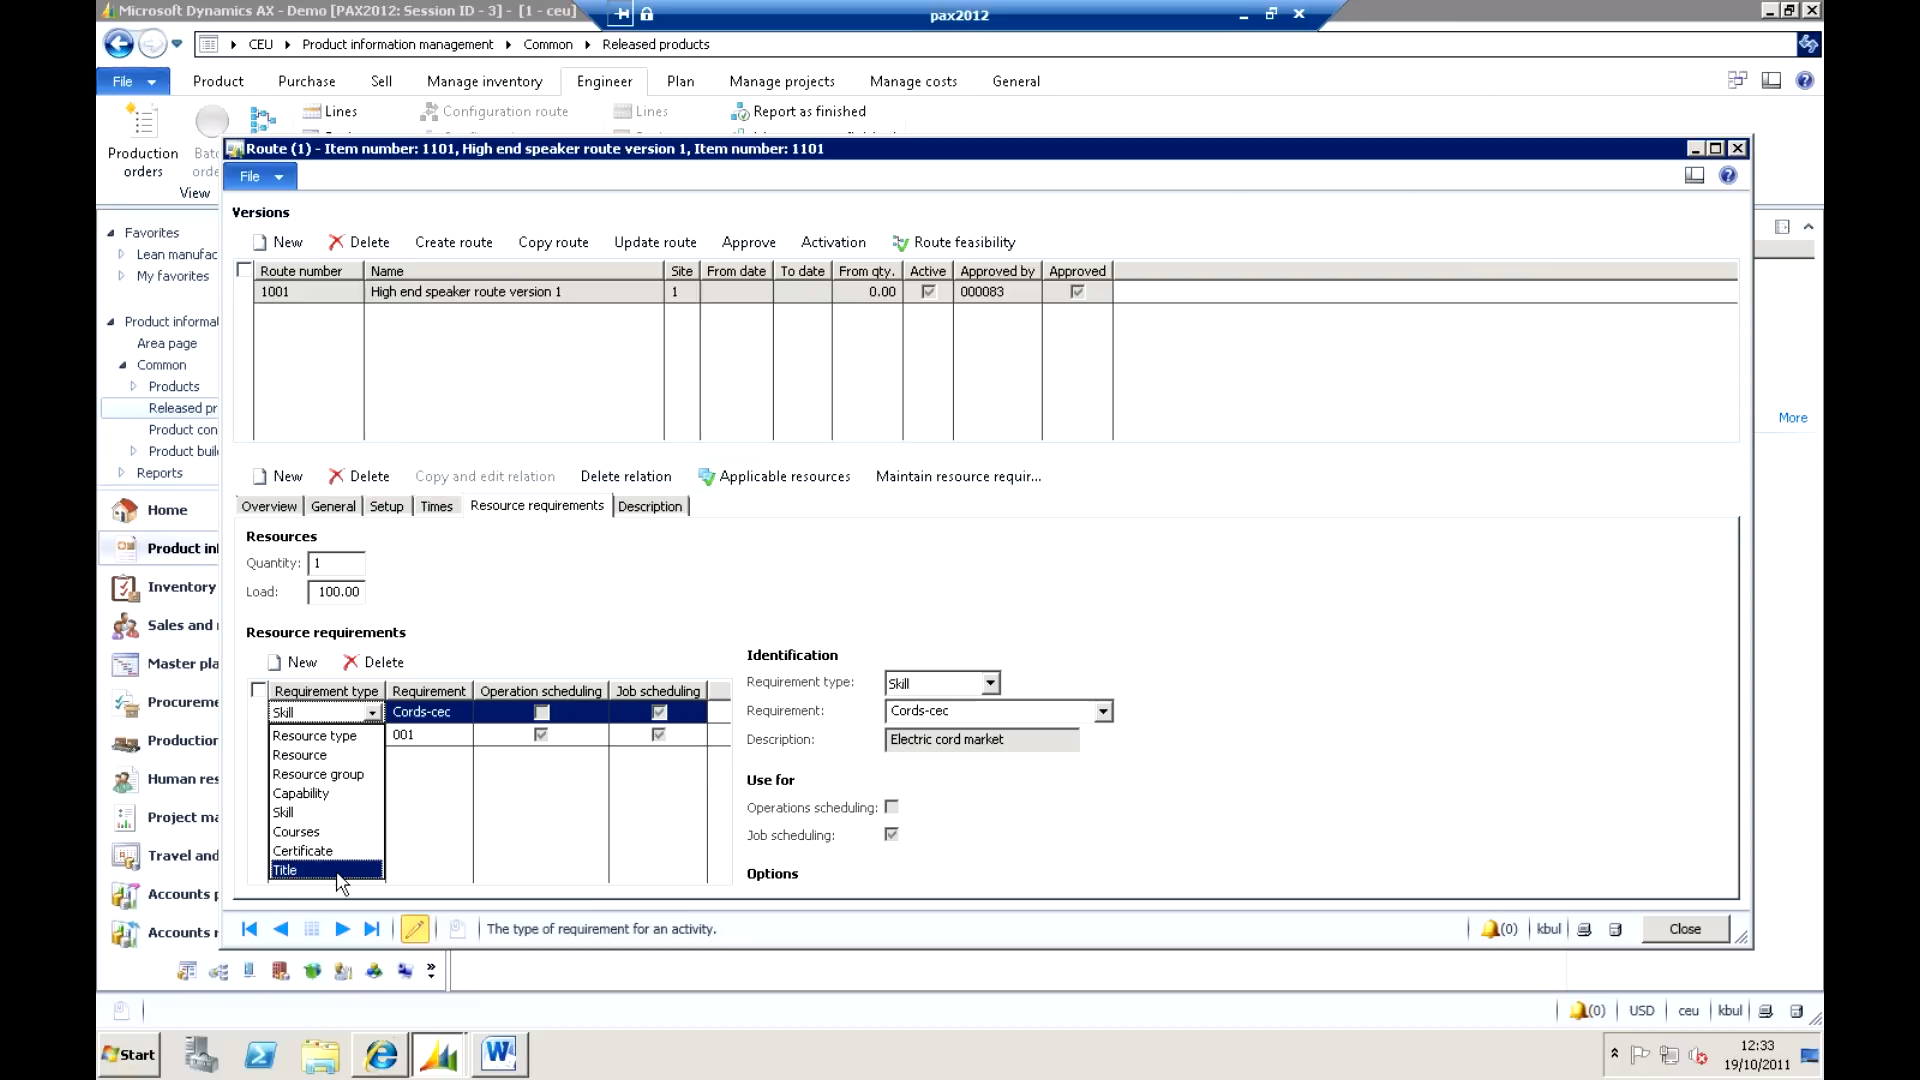 Microsoft Dynamics AX - Demo [PAX2012: Session ID - 3] - [1 - ceu]
pax2012
CEU Product information management Common Released products
File Product Purchase Sell Manage inventory Engineer Plan Manage projects Manage costs General
Lines Configuration route Lines Report as finished
Production orders
View
Route (1) - Item number: 1101, High end speaker route version 1, Item number: 1101
File
Versions
New Delete Create route Copy route Update route Approve Activation Route feasibility
Route number Name Site From date To date From qty. Active Approved by Approved
1001 High end speaker route version 1 1 0.00 000083
Favorites
Lean manufac
My favorites
Product informat
Area page
Common
Products
Released pr
Product con
Product buil
Reports
More
Home
Product in
Inventory
Sales and
Master pla
Procureme
Production
Human res
Project ma
Travel and
Accounts p
Accounts r
New Delete Copy and edit relation Delete relation Applicable resources Maintain resource requir...
Overview General Setup Times Resource requirements Description
Resources
Quantity: 1
Load: 100.00
Resource requirements
New Delete
Requirement type Requirement Operation scheduling Job scheduling
Skill Cords-cec
001
Resource type
Resource
Resource group
Capability
Skill
Courses
Certificate
Title
Identification
Requirement type: Skill
Requirement: Cords-cec
Description: Electric cord market
Use for
Operations scheduling:
Job scheduling:
Options
The type of requirement for an activity.
(0) kbul Close
(0) USD ceu kbul
Start
12:33
19/10/2011